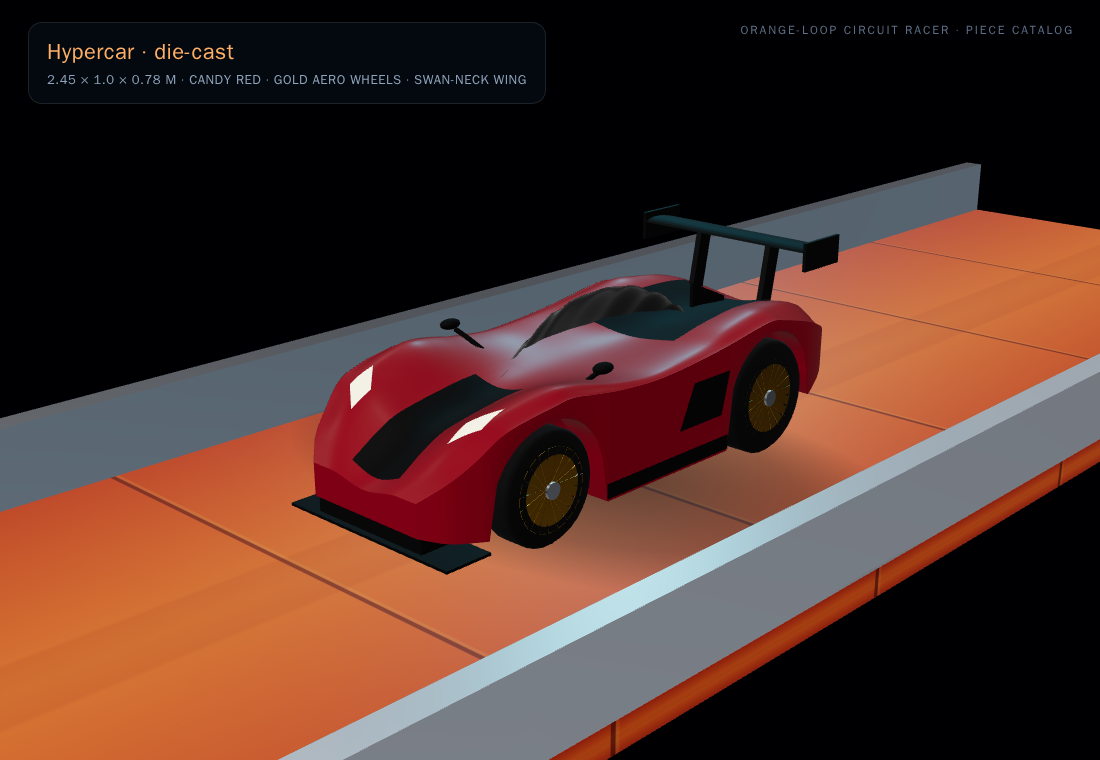 Hypercar · die-cast
2.45 × 1.0 × 0.78 M · CANDY RED · GOLD AERO WHEELS · SWAN-NECK WING
ORANGE-LOOP CIRCUIT RACER · PIECE CATALOG